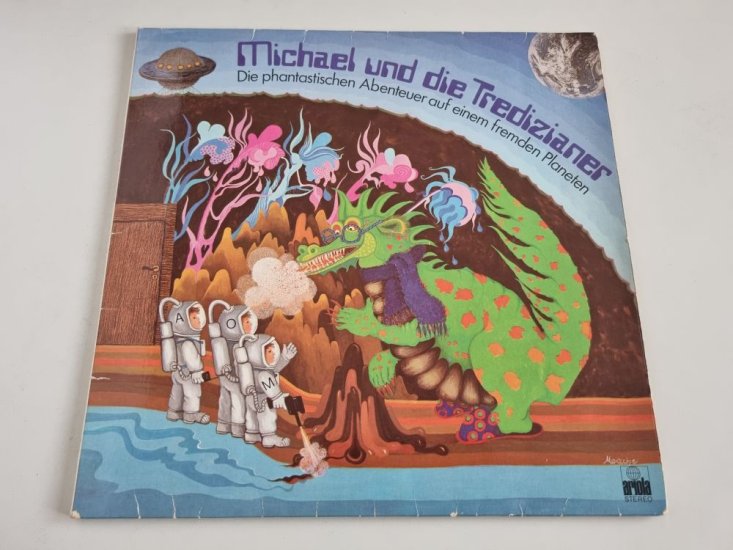 Michael und die Tredizianer
Die phantastischen Abenteuer auf einem fremden Planeten
A
O
M
ariola
STEREO